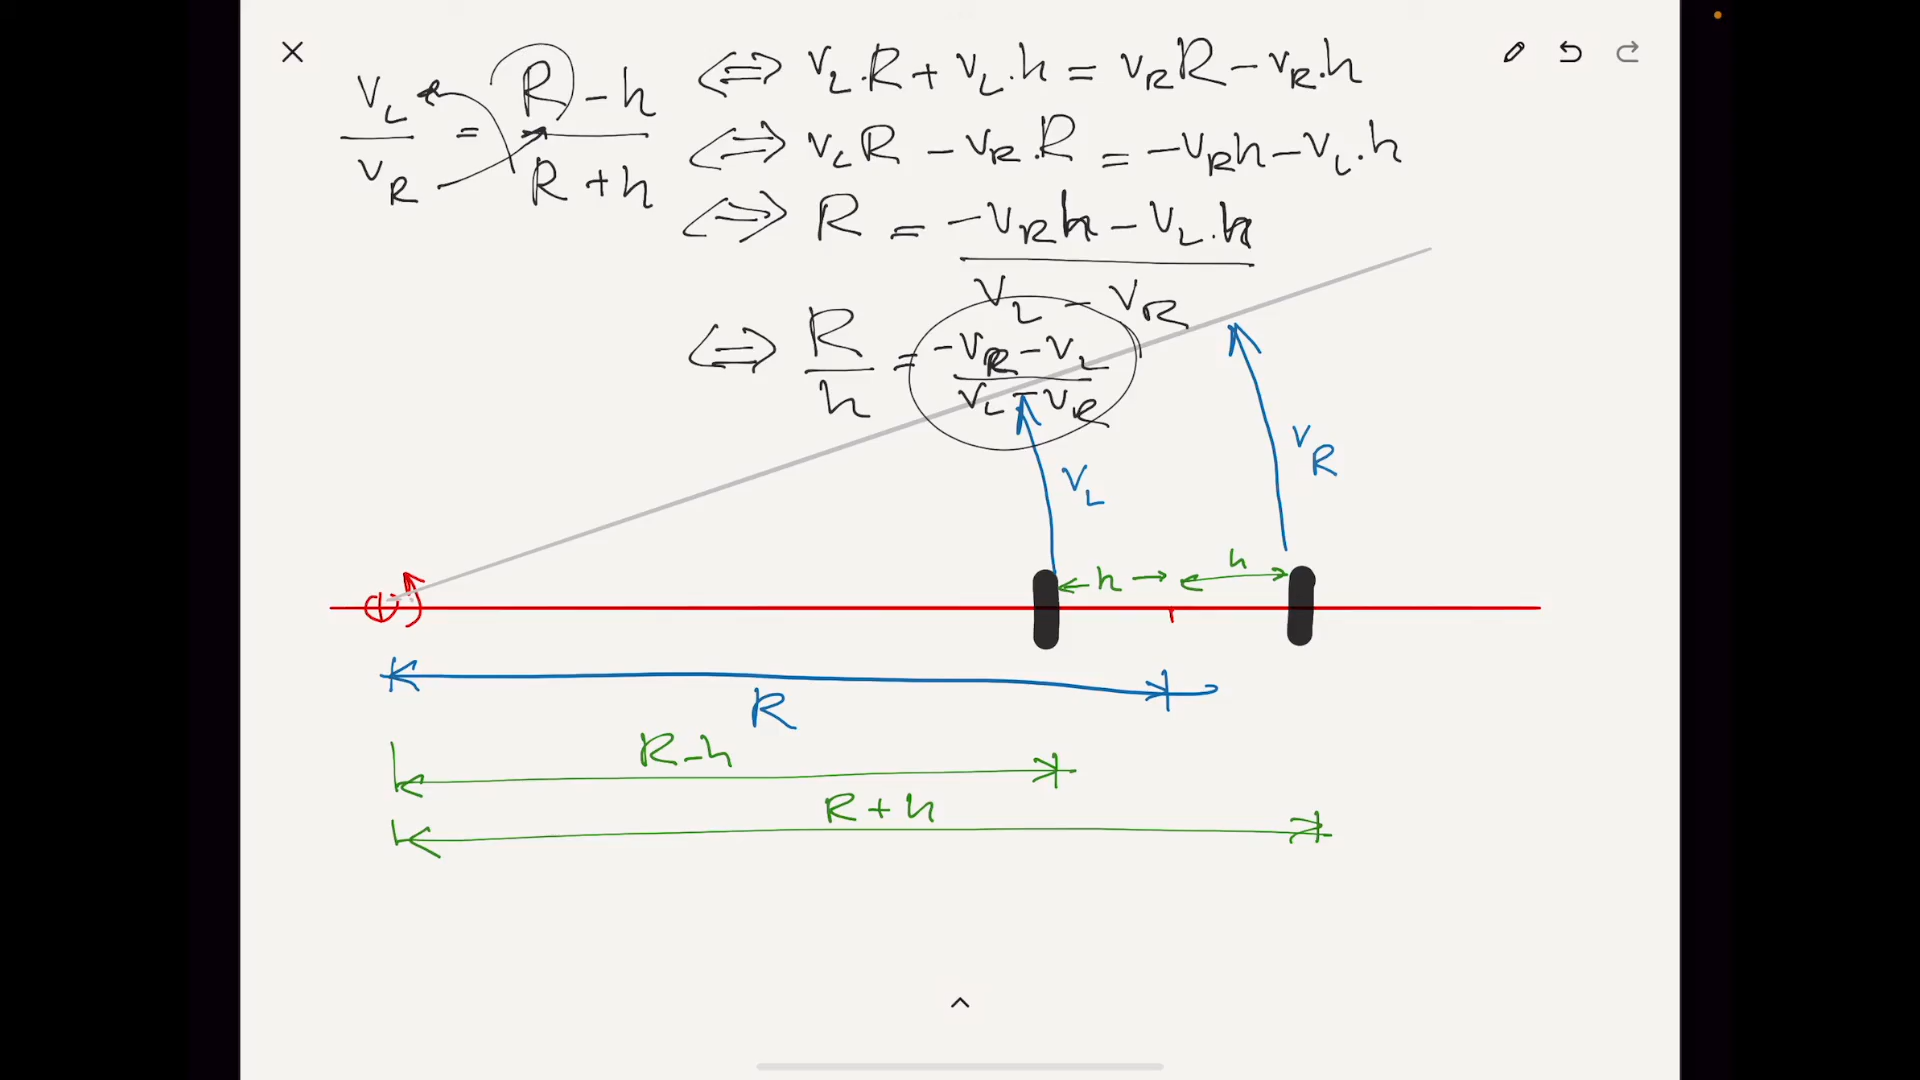 V_L/V_R = R-h/R+h ⇔ V_L.R + V_L.h = V_R R - V_R.h
⇔ V_L R - V_R.R = -V_R h - V_L.h
⇔ R = -V_R h - V_L.h / V_L - V_R
⇔ R/h = -V_R - V_L / V_L - V_R
V_R
V_L
h
h
R
R-h
R+h